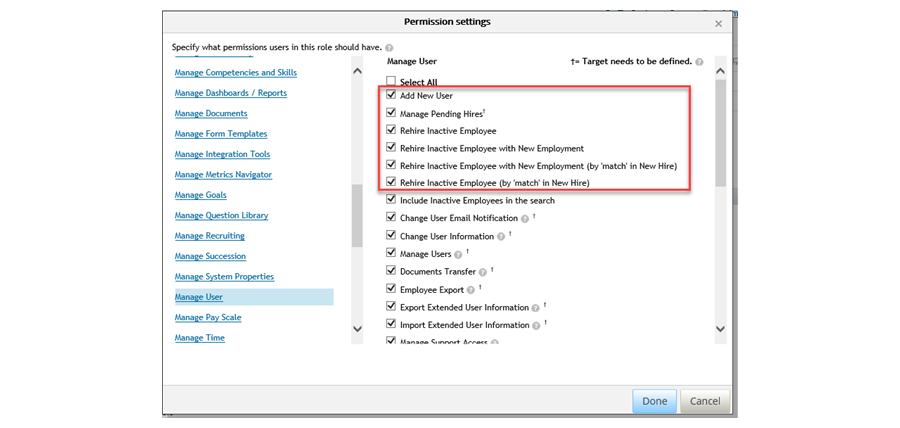 Permission settings
Specify what permissions users in this role should have.
Manage Competencies and Skills
Manage Dashboards / Reports
Manage Documents
Manage Form Templates
Manage Integration Tools
Manage Metrics Navigator
Manage Goals
Manage Question Library
Manage Recruiting
Manage Succession
Manage System Properties
Manage User
Manage Pay Scale
Manage Time
Manage User †= Target needs to be defined.
Select All
Add New User
Manage Pending Hires†
Rehire Inactive Employee
Rehire Inactive Employee with New Employment
Rehire Inactive Employee with New Employment (by 'match' in New Hire)
Rehire Inactive Employee (by 'match' in New Hire)
Include Inactive Employees in the search
Change User Email Notification †
Change User Information †
Manage Users †
Documents Transfer †
Employee Export †
Export Extended User Information †
Import Extended User Information †
Manage Support Access
Done Cancel